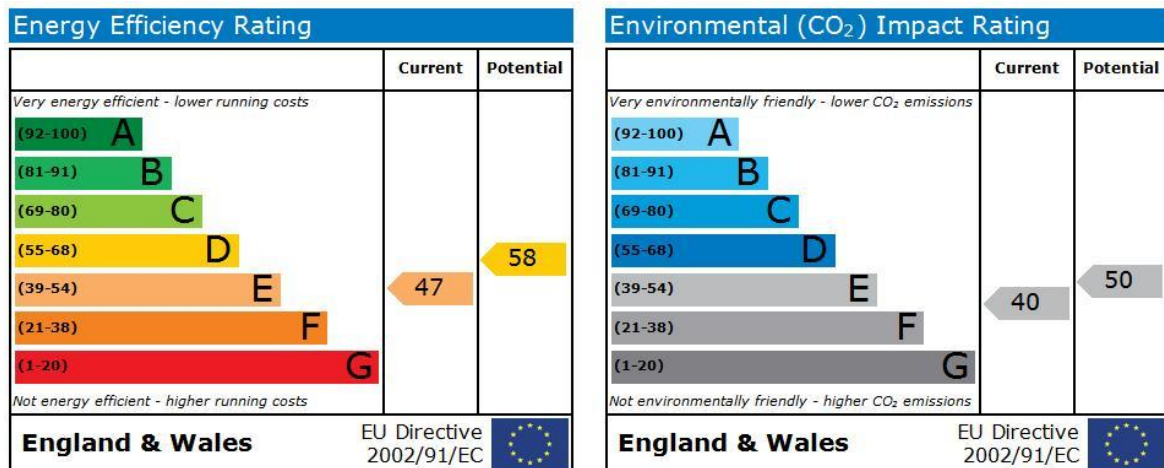 Energy Efficiency Rating
Current Potential
Very energy efficient - lower running costs
(92-100) A
(81-91) B
(69-80) C
(55-68) D
58
(39-54) E
47
(21-38) F
(1-20) G
Not energy efficient - higher running costs
England & Wales
EU Directive
2002/91/EC
Environmental (CO₂) Impact Rating
Current Potential
Very environmentally friendly - lower CO₂ emissions
(92-100) A
(81-91) B
(69-80) C
(55-68) D
(39-54) E
50
40
(21-38) F
(1-20) G
Not environmentally friendly - higher CO₂ emissions
England & Wales
EU Directive
2002/91/EC